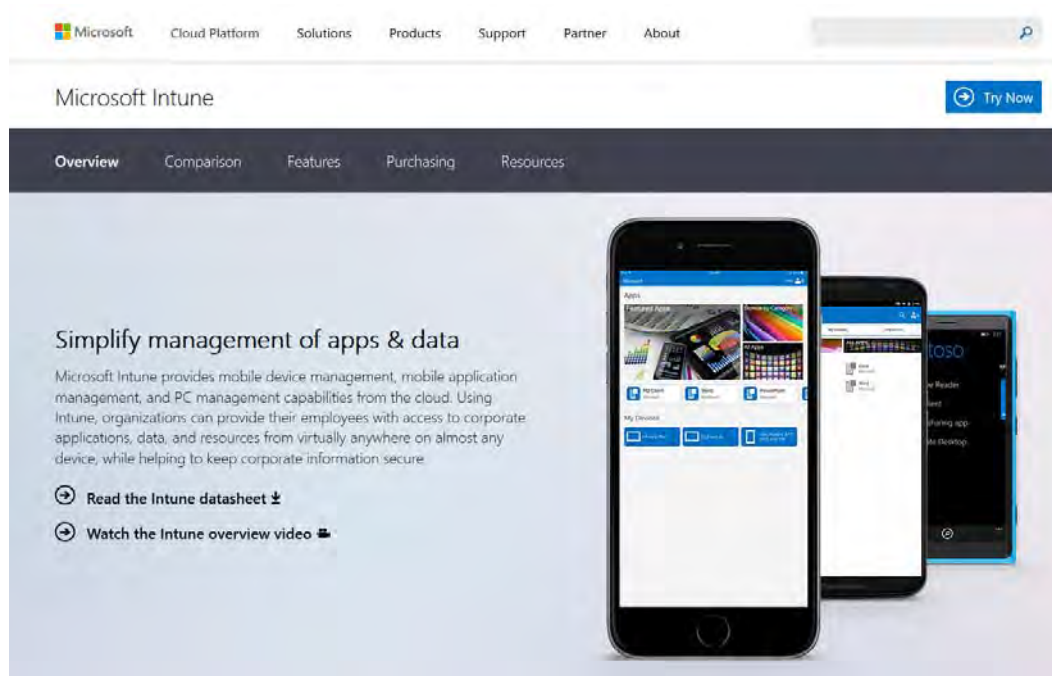 Microsoft Cloud Platform Solutions Products Support Partner About
Microsoft Intune
Try Now
Overview Comparison Features Purchasing Resources
Simplify management of apps & data
Microsoft Intune provides mobile device management, mobile application
management, and PC management capabilities from the cloud. Using
Intune, organizations can provide their employees with access to corporate
applications, data, and resources from virtually anywhere on almost any
device, while helping to keep corporate information secure.
Read the Intune datasheet
Watch the Intune overview video
Apps
Featured Apps
All Apps
My Devices